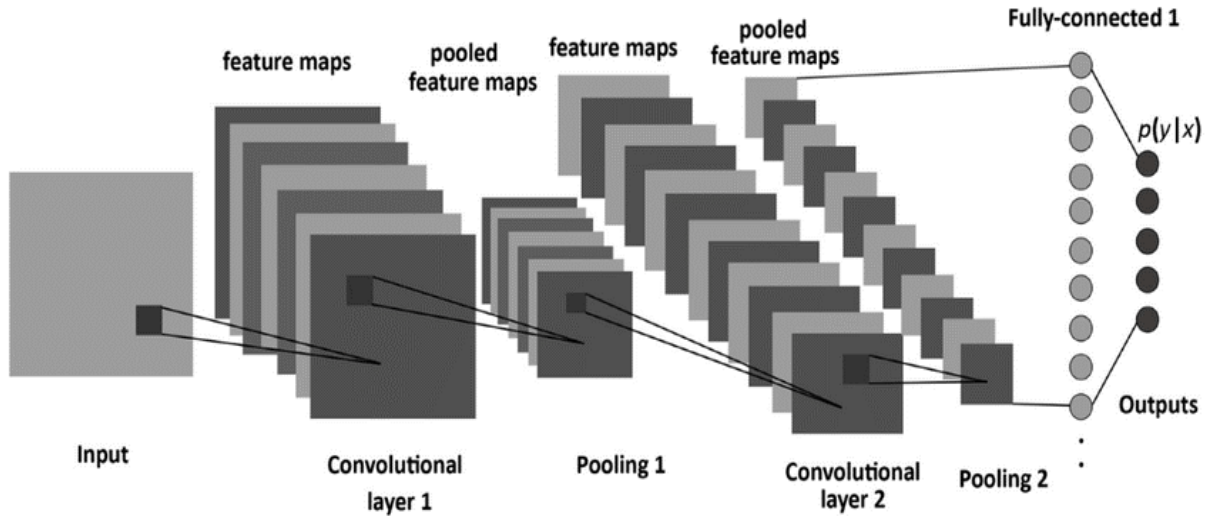 Fully-connected 1
feature maps
pooled
feature maps
feature maps
pooled
feature maps
p(y|x)
Input
Convolutional
layer 1
Pooling 1
Convolutional
layer 2
Pooling 2
Outputs